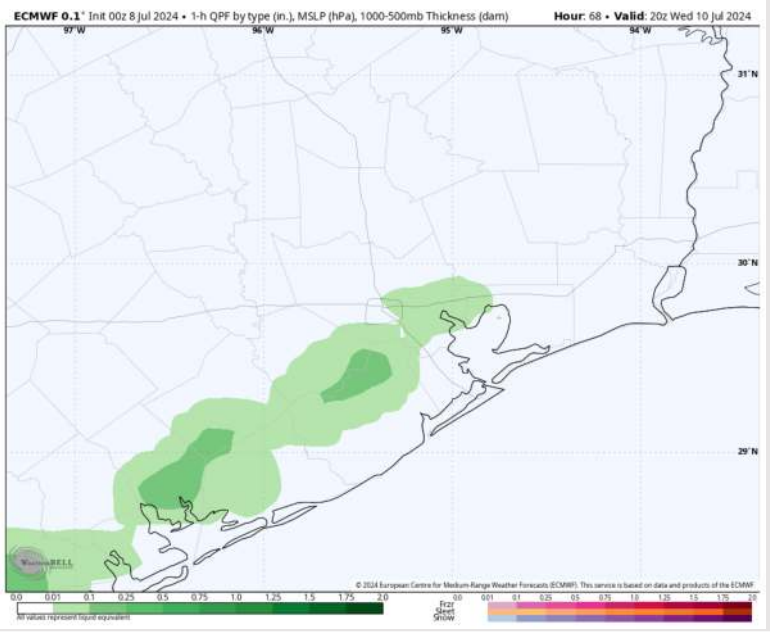 ECMWF 0.1° Init 00z 8 Jul 2024 • 1-h QPF by type (in.), MSLP (hPa), 1000-500mb Thickness (dam) Hour: 68 • Valid: 20z Wed 10 Jul 2024
97°W 96°W 95°W 94°W
31°N
30°N
29°N
WeatherBELL
© 2024 European Centre for Medium-Range Weather Forecasts (ECMWF). This service is based on data and products of the ECMWF
0.0 0.01 0.1 0.25 0.5 0.75 1.0 1.25 1.5 1.75 2.0
0.0 0.01 0.1 0.25 0.5 0.75 1.0 1.25 1.5 1.75 2.0
Frzr
Sleet
Snow
All values represent liquid equivalent